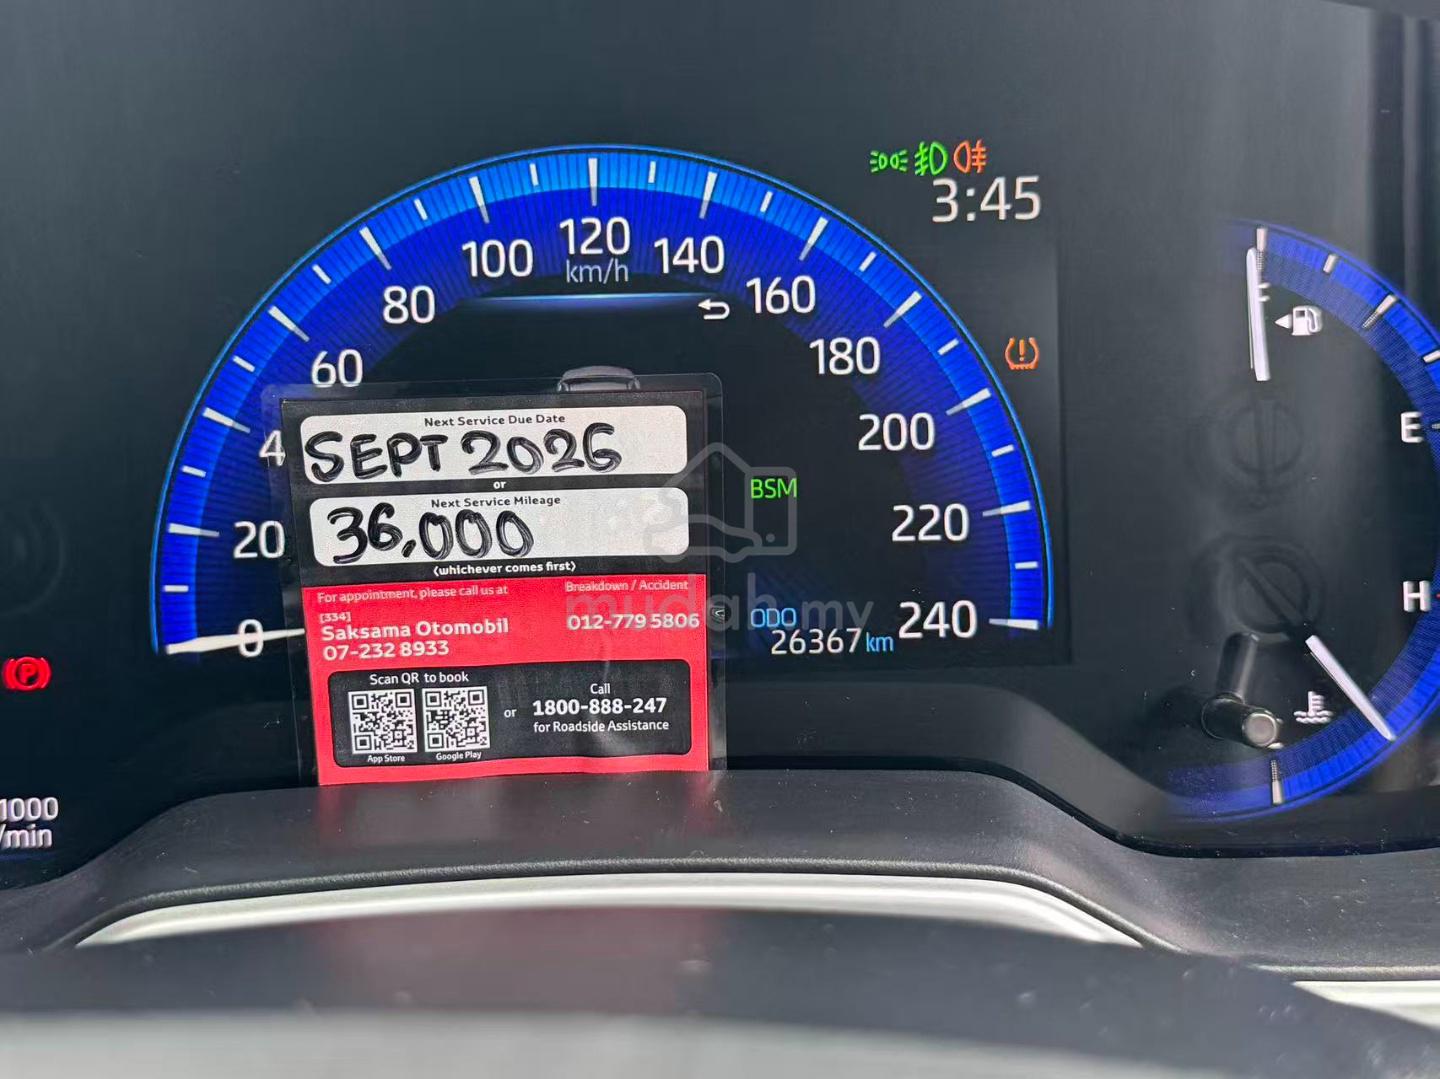 3:45
120
km/h
100
140
80
160
60
180
4
200
20
220
0
240
BSM
ODO
26367 km
E
H
1000
/min
P
Next Service Due Date
SEPT 2026
or
Next Service Mileage
36,000
(whichever comes first)
For appointment, please call us at
[334]
Saksama Otomobil
07-232 8933
Breakdown / Accident
012-779 5806
Scan QR to book
App Store
Google Play
or
Call
1800-888-247
for Roadside Assistance
mudah.my